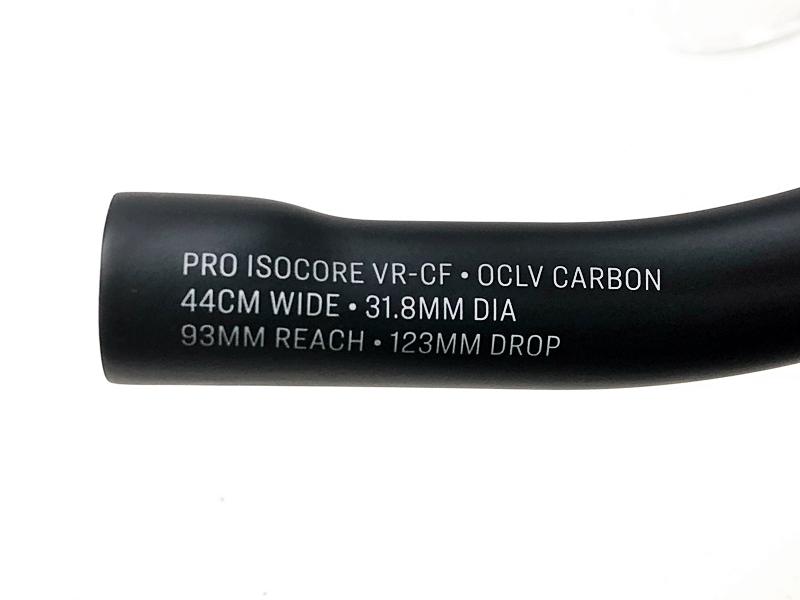 PRO ISOCORE VR-CF • OCLV CARBON
44CM WIDE • 31.8MM DIA
93MM REACH • 123MM DROP